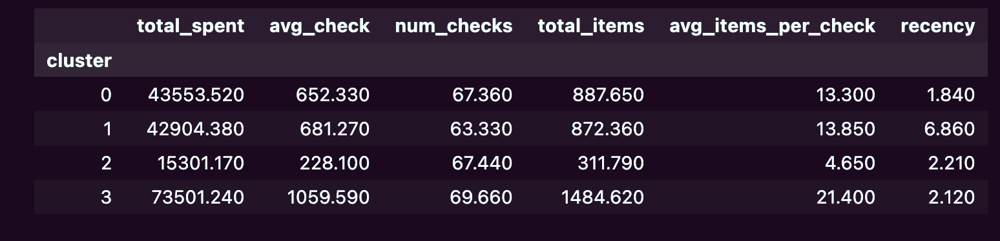 total_spent avg_check num_checks total_items avg_items_per_check recency
cluster
0 43553.520 652.330 67.360 887.650 13.300 1.840
1 42904.380 681.270 63.330 872.360 13.850 6.860
2 15301.170 228.100 67.440 311.790 4.650 2.210
3 73501.240 1059.590 69.660 1484.620 21.400 2.120